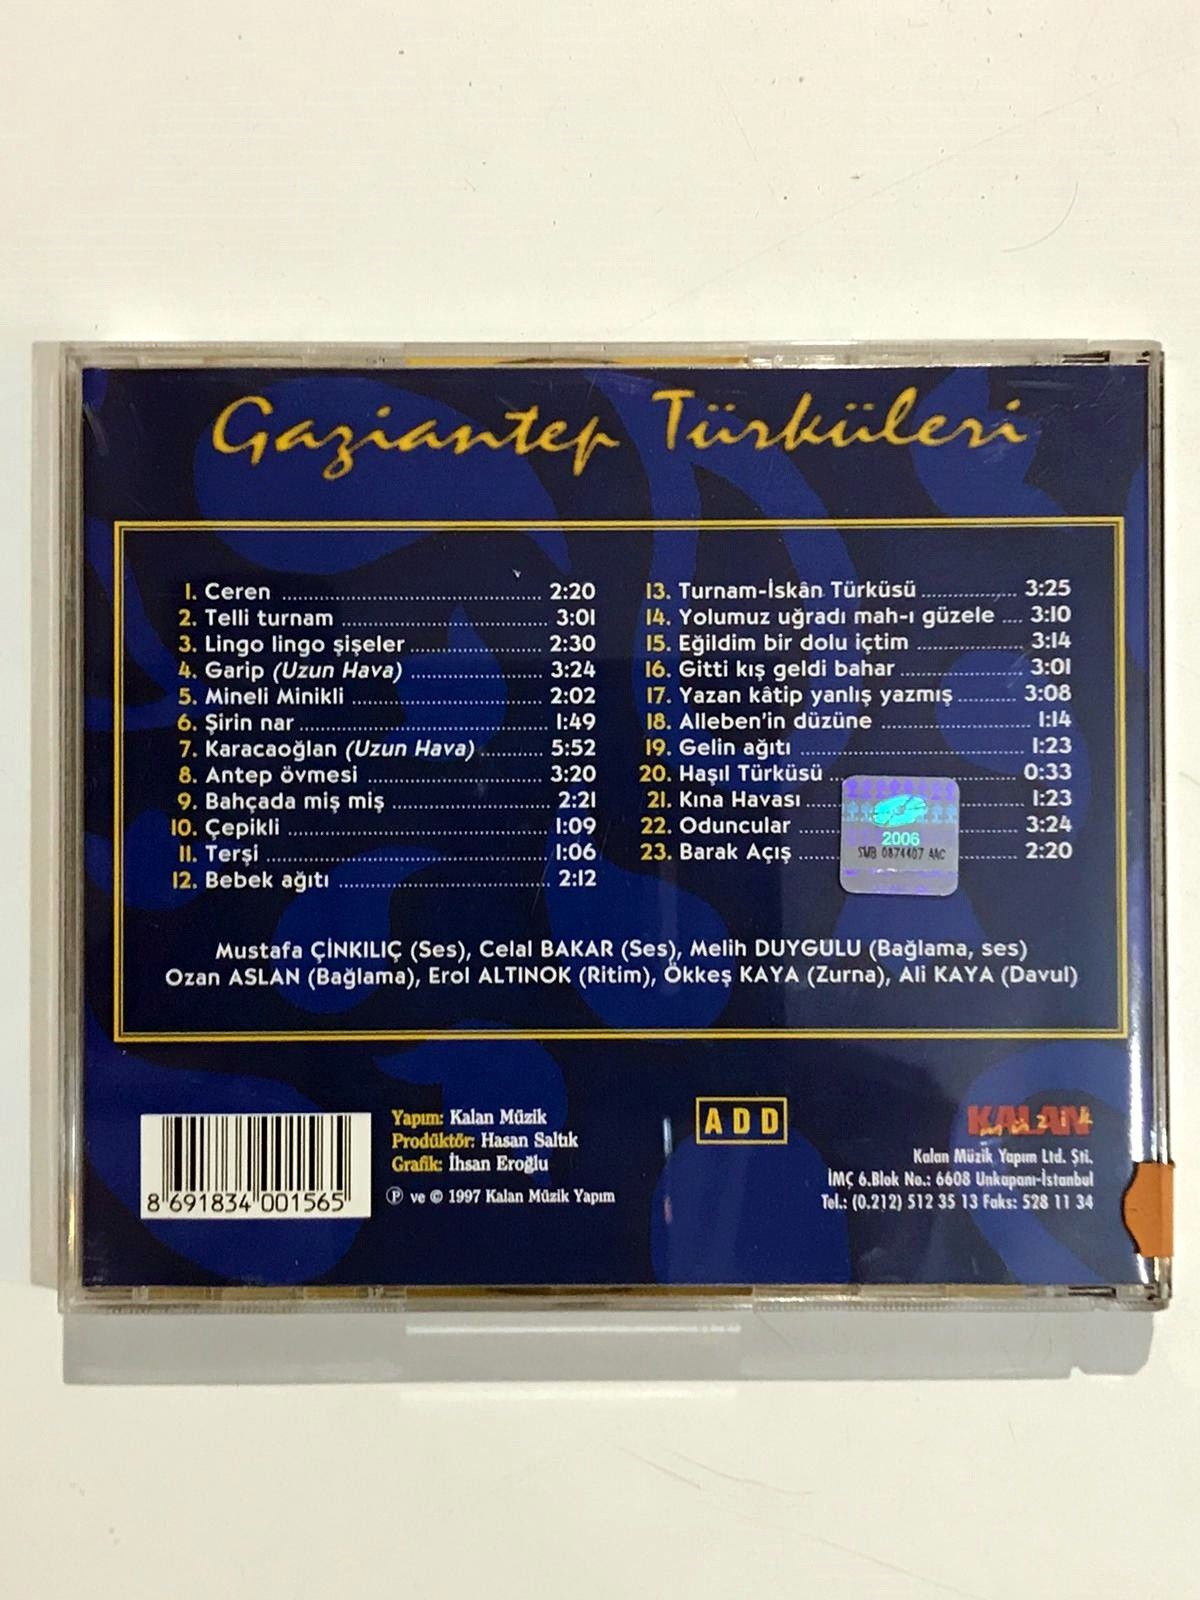 Gaziantep Türküleri
1. Ceren .......... 2:20
2. Telli turnam .......... 3:01
3. Lingo lingo şişeler .......... 2:30
4. Garip (Uzun Hava) .......... 3:24
5. Mineli Minikli .......... 2:02
6. Şirin nar .......... 1:49
7. Karacaoğlan (Uzun Hava) .......... 5:52
8. Antep övmesi .......... 3:20
9. Bahçada miş miş .......... 2:21
10. Çepikli .......... 1:09
11. Terşi .......... 1:06
12. Bebek ağıtı .......... 2:12
13. Turnam-İskân Türküsü .......... 3:25
14. Yolumuz uğradı mah-ı güzele .... 3:10
15. Eğildim bir dolu içtim .......... 3:14
16. Gitti kış geldi bahar .......... 3:01
17. Yazan kâtip yanlış yazmış .......... 3:08
18. Alleben'in düzüne .......... 1:14
19. Gelin ağıtı .......... 1:23
20. Haşıl Türküsü .......... 0:33
21. Kına Havası .......... 1:23
22. Oduncular .......... 3:24
23. Barak Açış .......... 2:20
2006
SMB 0874407 AAC
Mustafa ÇİNKILIÇ (Ses), Celal BAKAR (Ses), Melih DUYGULU (Bağlama, ses)
Ozan ASLAN (Bağlama), Erol ALTINOK (Ritim), Ökkeş KAYA (Zurna), Ali KAYA (Davul)
8 691834 001565
Yapım: Kalan Müzik
Prodüktör: Hasan Saltık
Grafik: İhsan Eroğlu
℗ ve © 1997 Kalan Müzik Yapım
ADD
KALAN
müzik
Kalan Müzik Yapım Ltd. Şti.
İMÇ 6.Blok No.: 6608 Unkapanı-İstanbul
Tel.: (0.212) 512 35 13 Faks: 528 11 34